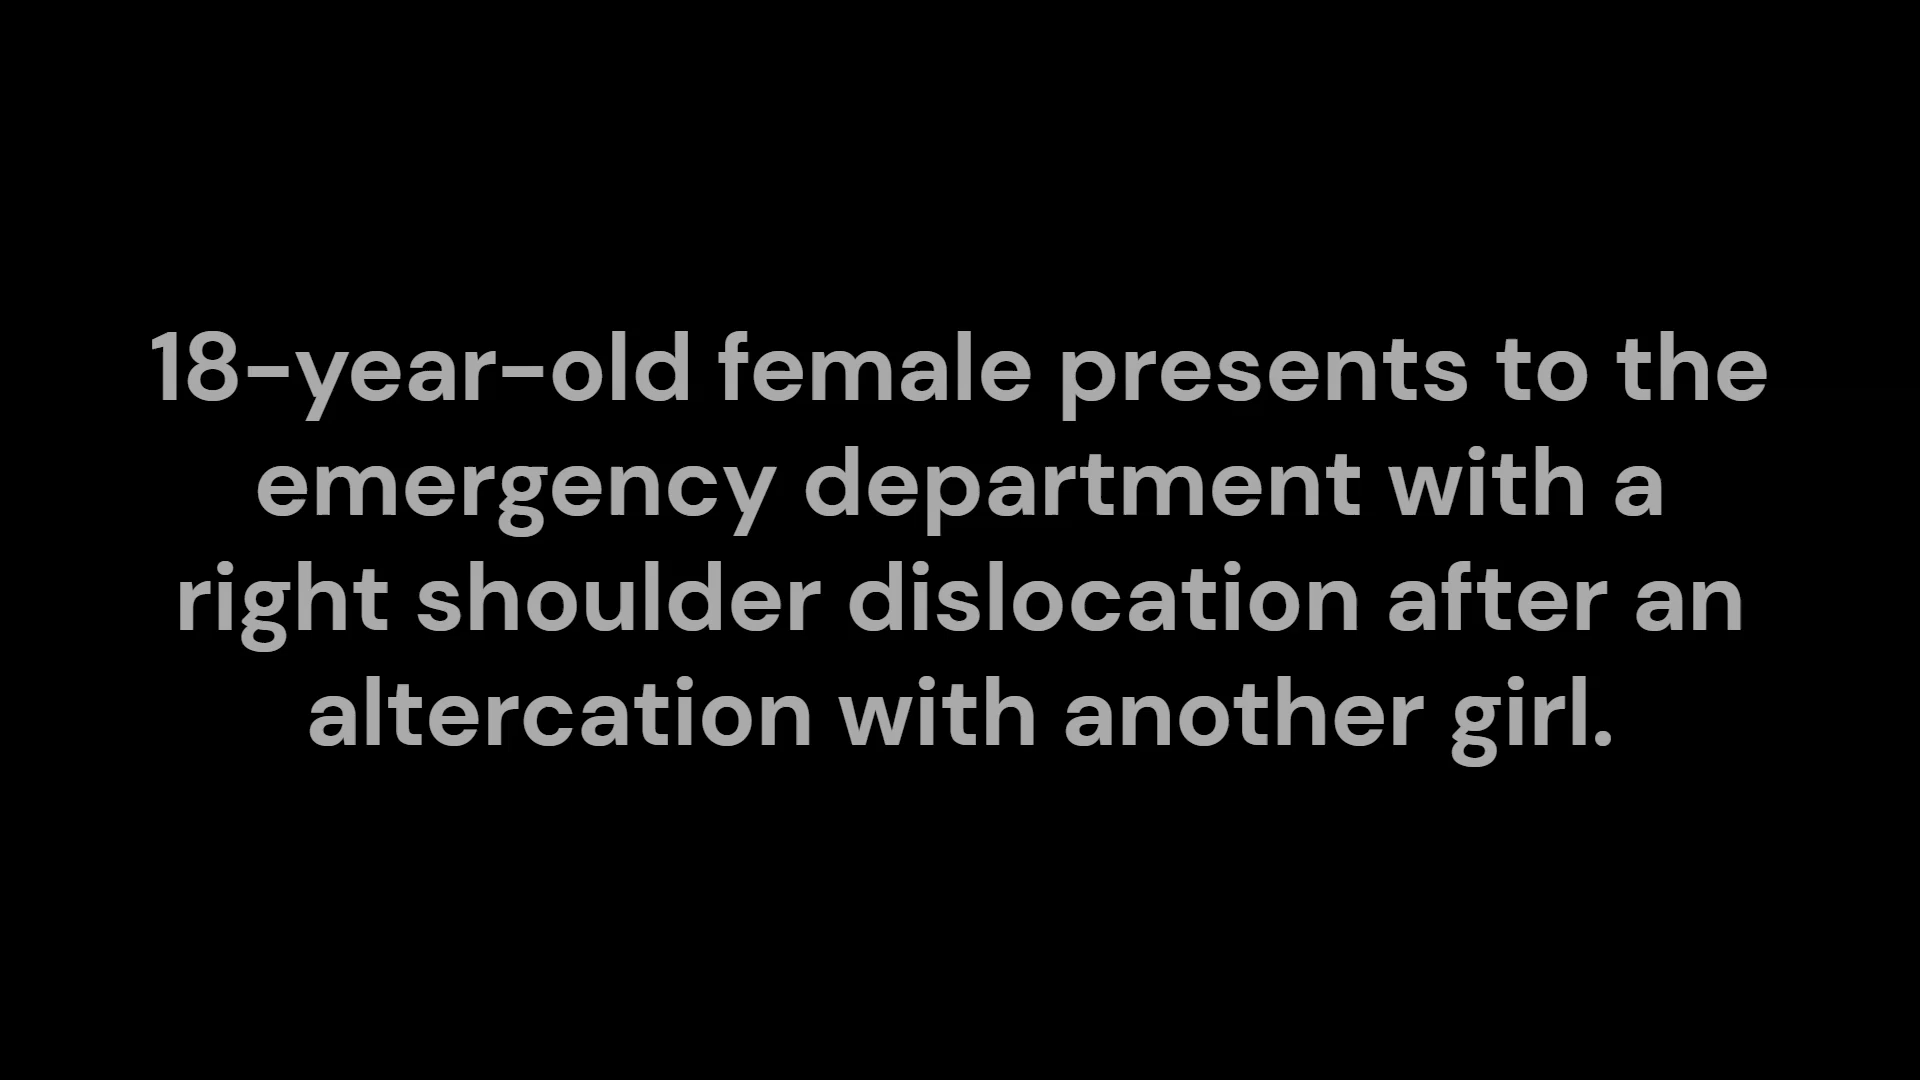 18-year-old female presents to the
emergency department with a
right shoulder dislocation after an
altercation with another girl.